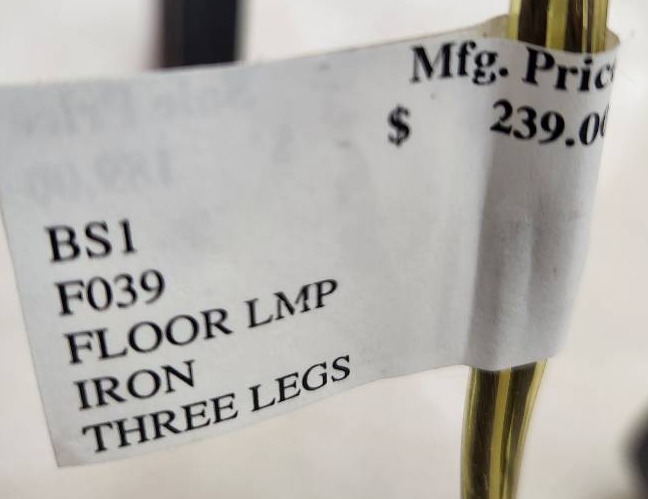 Mfg. Pric
$ 239.0
BS1
F039
FLOOR LMP
IRON
THREE LEGS